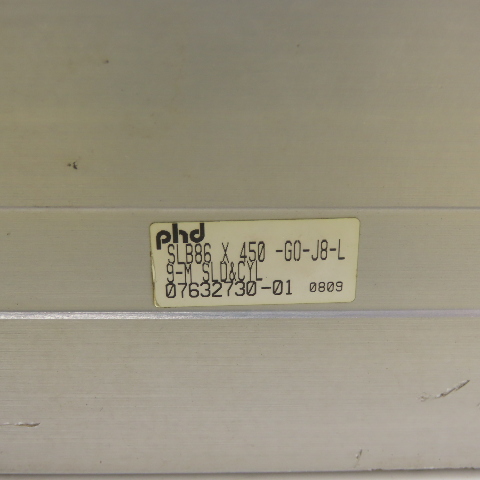 phd
SLB86 X 450 -GO-J8-L
9-M SLD&CYL
07632730-01 0809